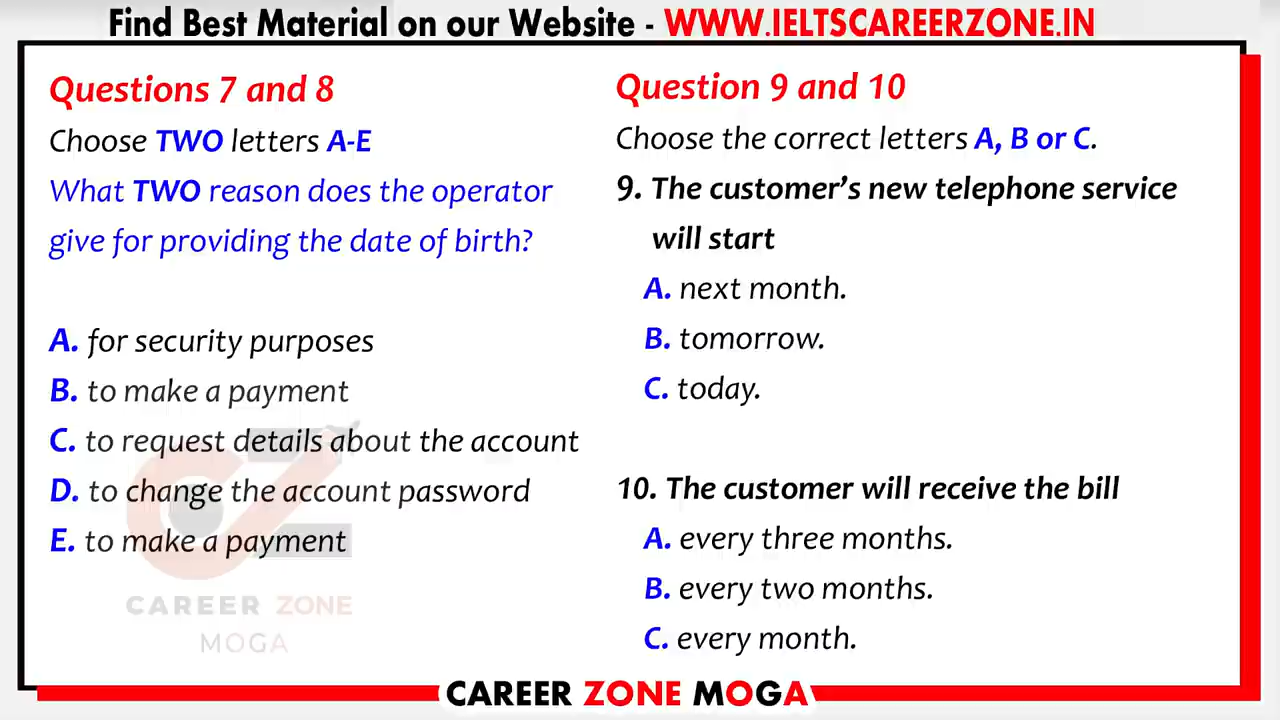 Find Best Material on our Website - WWW.IELTSCAREERZONE.IN
Questions 7 and 8
Choose TWO letters A-E
What TWO reason does the operator
give for providing the date of birth?
A. for security purposes
B. to make a payment
C. to request details about the account
D. to change the account password
E. to make a payment
CAREER ZONE
MOGA
Question 9 and 10
Choose the correct letters A, B or C.
9. The customer's new telephone service
will start
A. next month.
B. tomorrow.
C. today.
10. The customer will receive the bill
A. every three months.
B. every two months.
C. every month.
CAREER ZONE MOGA